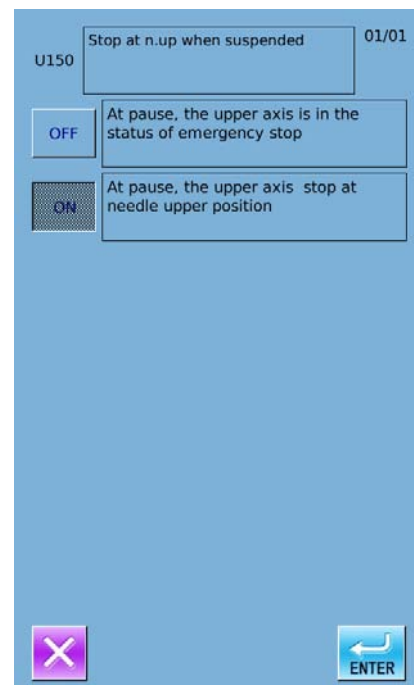 Stop at n.up when suspended
01/01
U150
OFF
At pause, the upper axis is in the
status of emergency stop
ON
At pause, the upper axis  stop at
needle upper position
ENTER